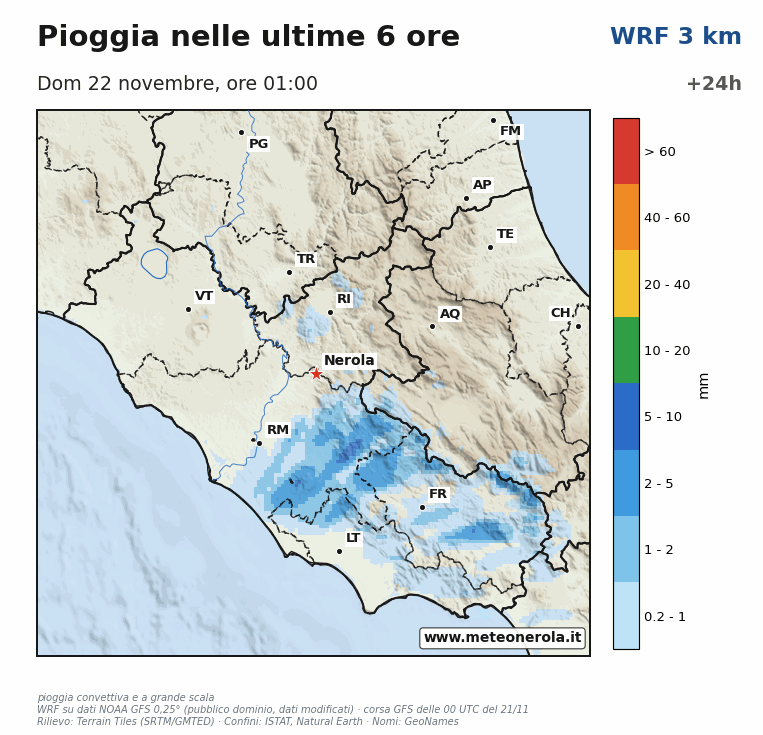 Pioggia nelle ultime 6 ore
WRF 3 km
Dom 22 novembre, ore 01:00
+24h
FM
PG
AP
TE
TR
VT
RI
AQ
CH
Nerola
RM
FR
LT
> 60
40 - 60
20 - 40
10 - 20
5 - 10
2 - 5
1 - 2
0.2 - 1
mm
www.meteonerola.it
pioggia convettiva e a grande scala
WRF su dati NOAA GFS 0,25° (pubblico dominio, dati modificati) · corsa GFS delle 00 UTC del 21/11
Rilievo: Terrain Tiles (SRTM/GMTED) · Confini: ISTAT, Natural Earth · Nomi: GeoNames